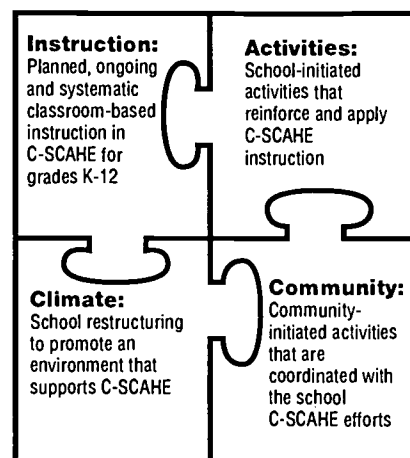 Instruction:
Planned, ongoing
and systematic
classroom-based
instruction in
C-SCAHE for
grades K-12
Activities:
School-initiated
activities that
reinforce and apply
C-SCAHE
instruction
Climate:
School restructuring
to promote an
environment that
supports C-SCAHE
Community:
Community-
initiated activities
that are
coordinated with
the school
C-SCAHE efforts